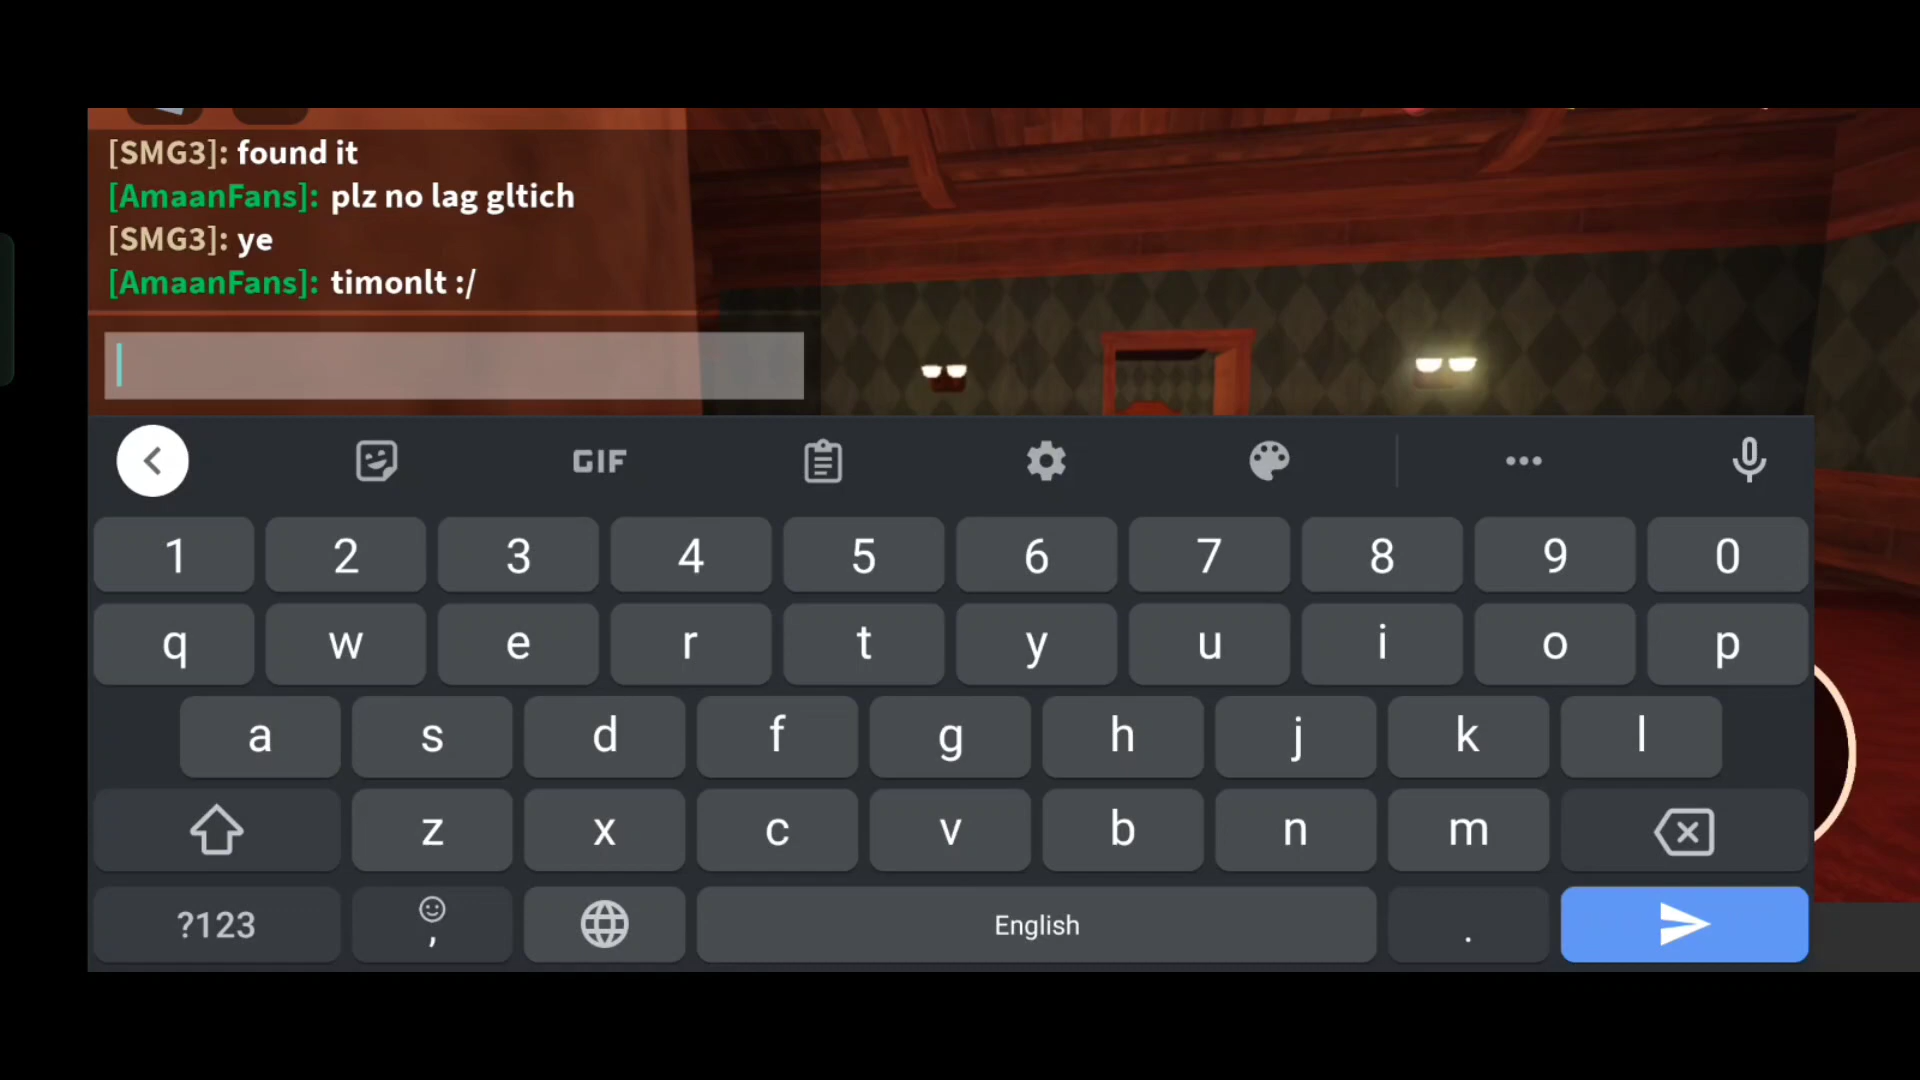 [SMG3]: found it
[AmaanFans]: plz no lag gltich
[SMG3]: ye
[AmaanFans]: timonlt :/
GIF
1 2 3 4 5 6 7 8 9 0
q w e r t y u i o p
a s d f g h j k l
z x c v b n m
?123 , English .